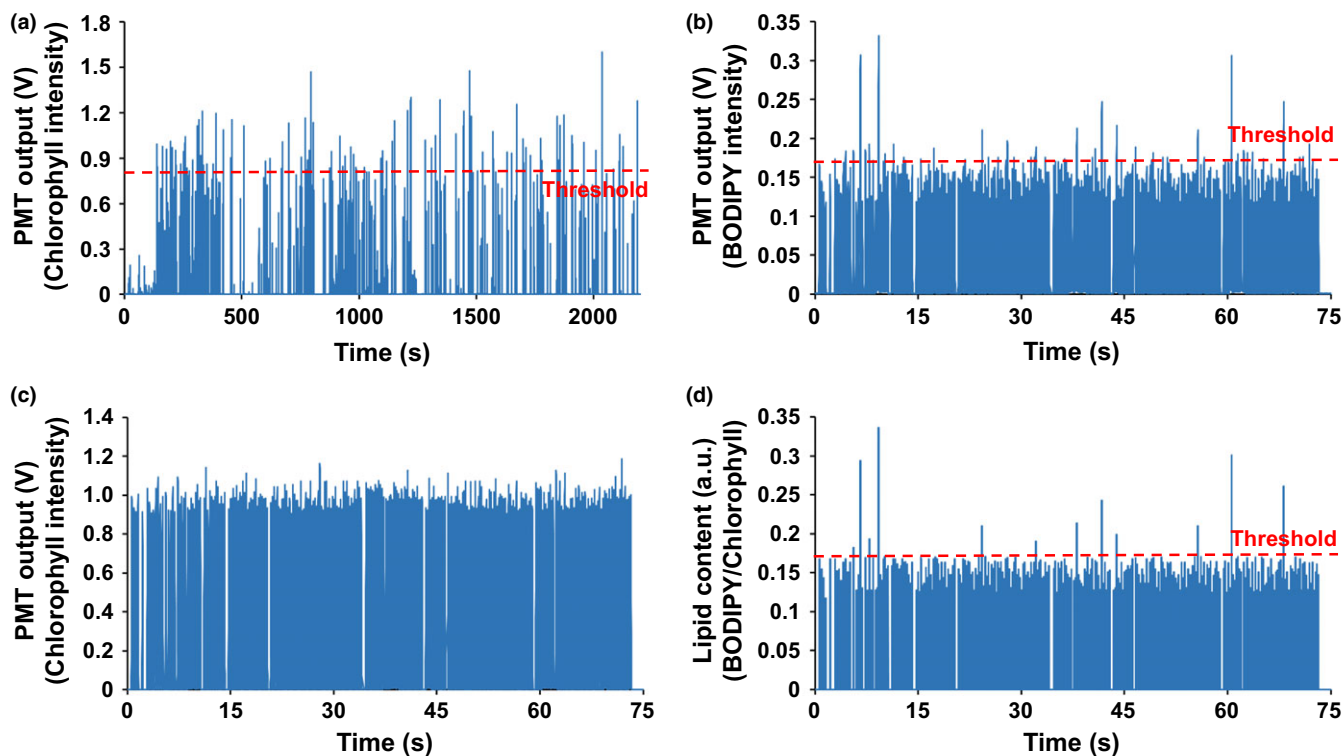 (a)
PMT output (V)
(Chlorophyll intensity)
1.8
1.5
1.2
0.9
0.6
0.3
0
Threshold
0 500 1000 1500 2000
Time (s)
(b)
PMT output (V)
(BODIPY intensity)
0.35
0.3
0.25
0.2
0.15
0.1
0.05
0
Threshold
0 15 30 45 60 75
Time (s)
(c)
PMT output (V)
(Chlorophyll intensity)
1.4
1.2
1.0
0.8
0.6
0.4
0.2
0
0 15 30 45 60 75
Time (s)
(d)
Lipid content (a.u.)
(BODIPY/Chlorophyll)
0.35
0.3
0.25
0.2
0.15
0.1
0.05
0
Threshold
0 15 30 45 60 75
Time (s)